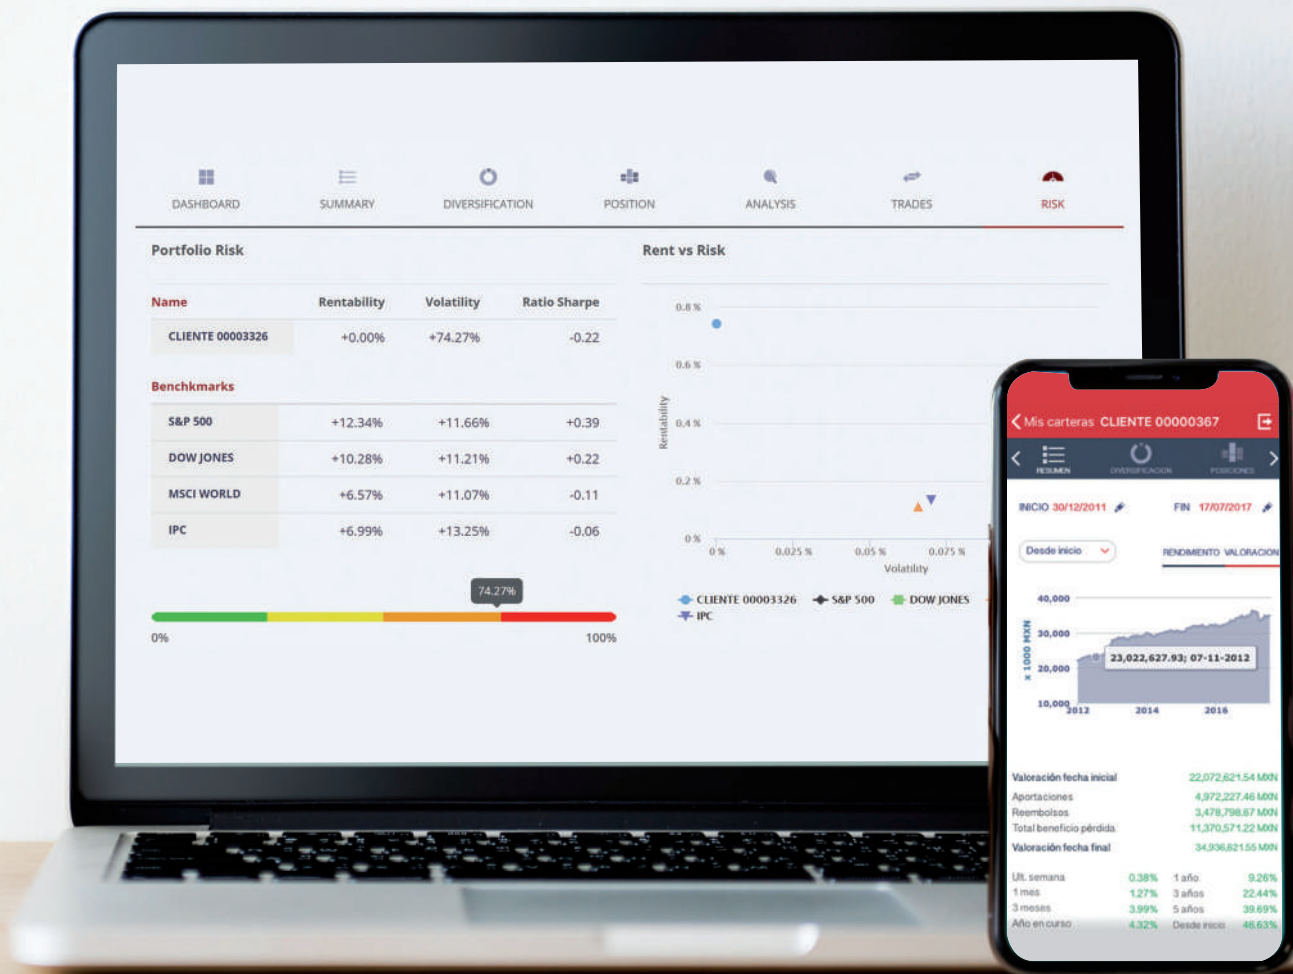 DASHBOARD SUMMARY DIVERSIFICATION POSITION ANALYSIS TRADES RISK
Portfolio Risk
Name Rentability Volatility Ratio Sharpe
CLIENTE 00003326 +0.00% +74.27% -0.22
Benchkmarks
S&P 500 +12.34% +11.66% +0.39
DOW JONES +10.28% +11.21% +0.22
MSCI WORLD +6.57% +11.07% -0.11
IPC +6.99% +13.25% -0.06
74.27%
0% 100%
Rent vs Risk
0.8 %
0.6 %
0.4 %
0.2 %
0 %
Rentability
0 % 0.025 % 0.05 % 0.075 %
Volatility
CLIENTE 00003326 S&P 500 DOW JONES
IPC
Mis carteras CLIENTE 00000367
RESUMEN DIVERSIFICACION POSICIONES
INICIO 30/12/2011 FIN 17/07/2017
Desde inicio RENDIMIENTO VALORACION
40,000
30,000
20,000
10,000
x 1000 MXN
23,022,627.93; 07-11-2012
2012 2014 2016
Valoración fecha inicial 22,072,621.54 MXN
Aportaciones 4,972,227.46 MXN
Reembolsos 3,478,798.67 MXN
Total beneficio pérdida 11,370,571.22 MXN
Valoración fecha final 34,936,621.55 MXN
Ult. semana 0.38% 1 año 9.26%
1 mes 1.27% 3 años 22.44%
3 meses 3.99% 5 años 39.69%
Año en curso 4.32% Desde inicio 46.63%